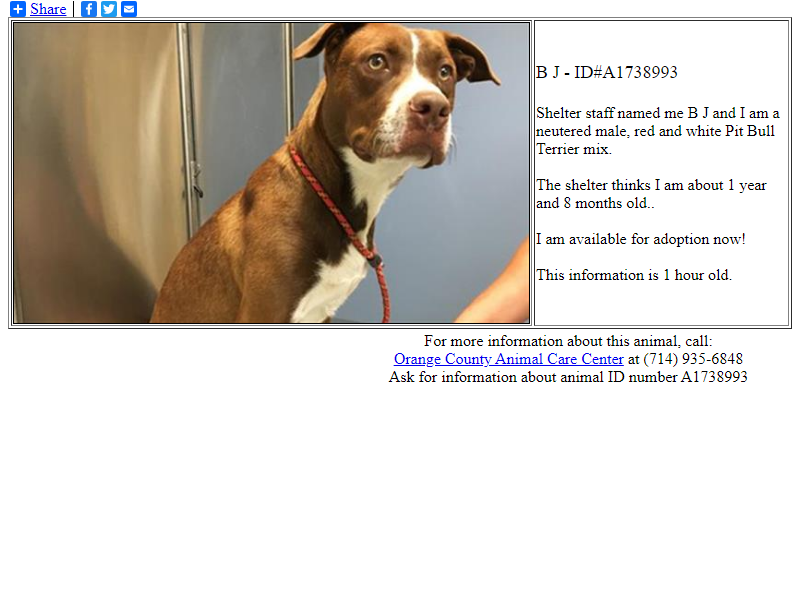 Share
B J - ID#A1738993
Shelter staff named me B J and I am a
neutered male, red and white Pit Bull
Terrier mix.
The shelter thinks I am about 1 year
and 8 months old..
I am available for adoption now!
This information is 1 hour old.
For more information about this animal, call:
Orange County Animal Care Center at (714) 935-6848
Ask for information about animal ID number A1738993